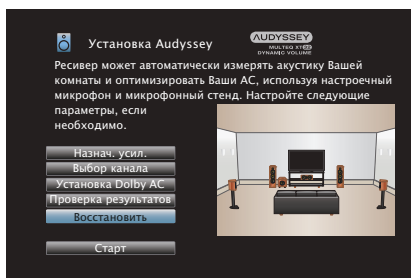 Установка Audyssey
AUDYSSEY
MULTEQ XT32
DYNAMIC VOLUME
Ресивер может автоматически измерять акустику Вашей
комнаты и оптимизировать Ваши АС, используя настроечный
микрофон и микрофонный стенд. Настройте следующие
параметры, если
необходимо.
Назнач. усил.
Выбор канала
Установка Dolby АС
Проверка результатов
Восстановить
Старт